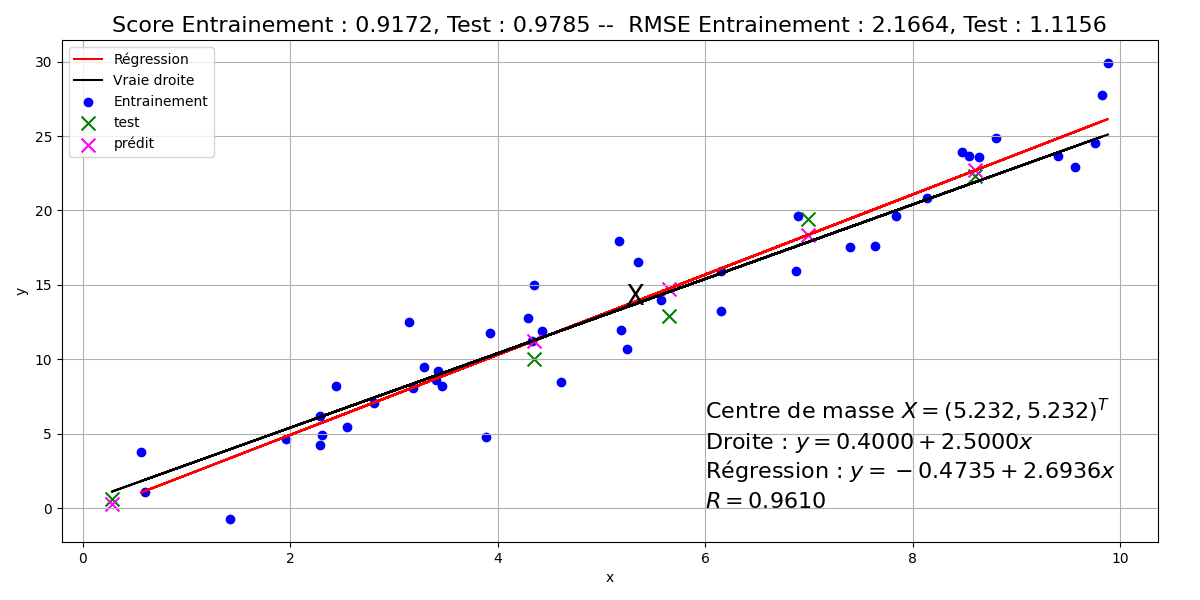 Score Entrainement : 0.9172, Test : 0.9785 --  RMSE Entrainement : 2.1664, Test : 1.1156
Régression
Vraie droite
Entrainement
test
prédit
30
25
20
15
10
5
0
y
X
Centre de masse X = (5.232, 5.232)^T
Droite : y = 0.4000 + 2.5000x
Régression : y = −0.4735 + 2.6936x
R = 0.9610
0 2 4 6 8 10
x